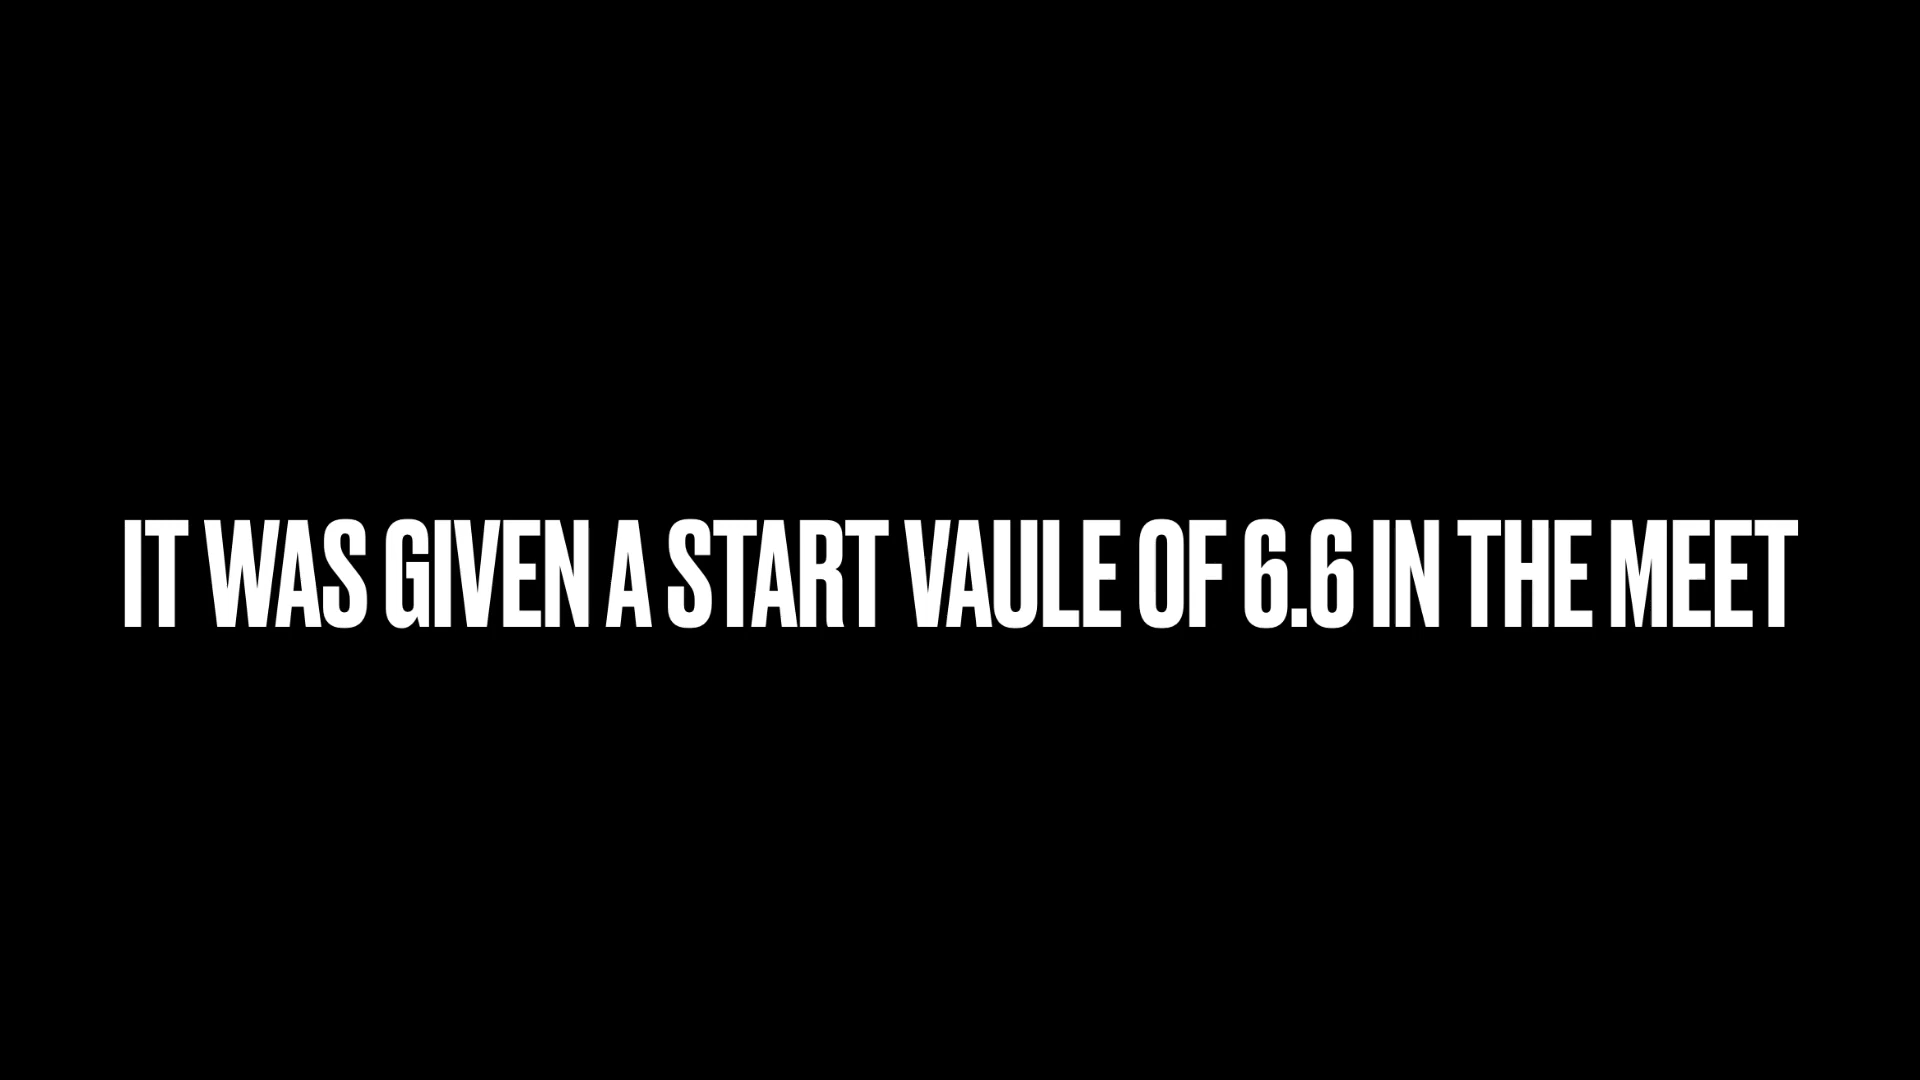 IT WAS GIVEN A START VAULE OF 6.6 IN THE MEET